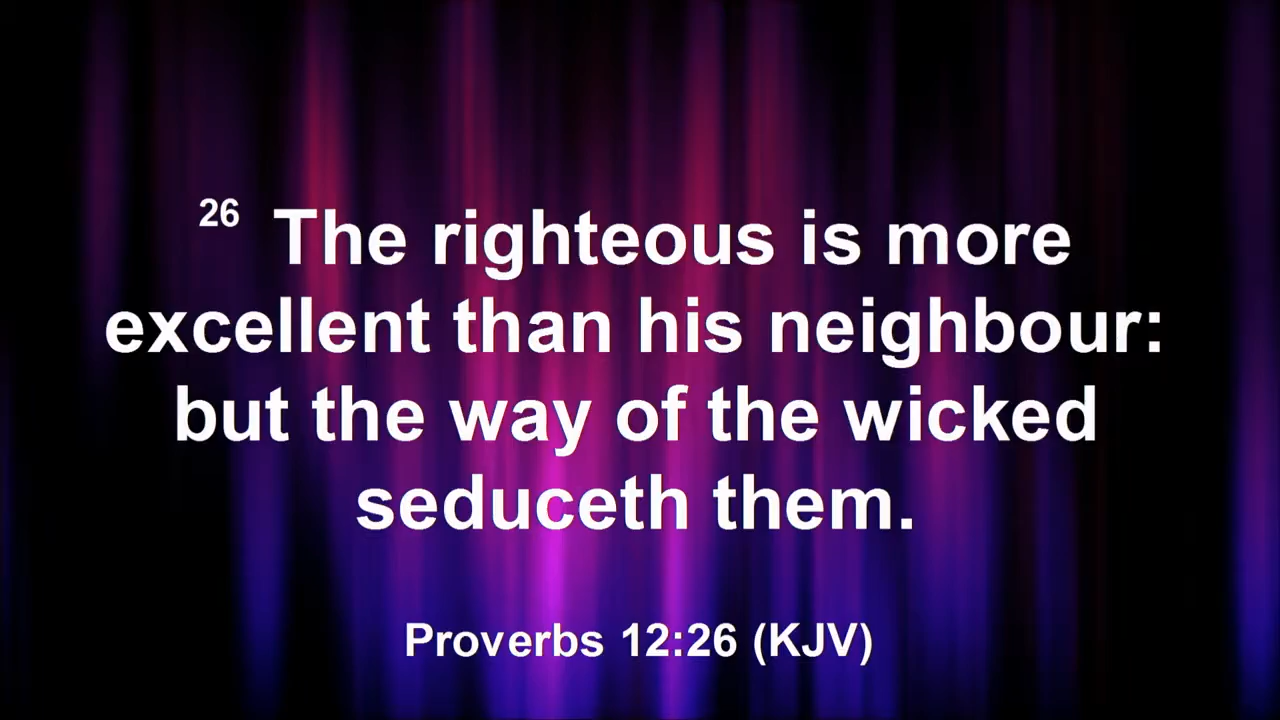 26 The righteous is more
excellent than his neighbour:
but the way of the wicked
seduceth them.
Proverbs 12:26 (KJV)